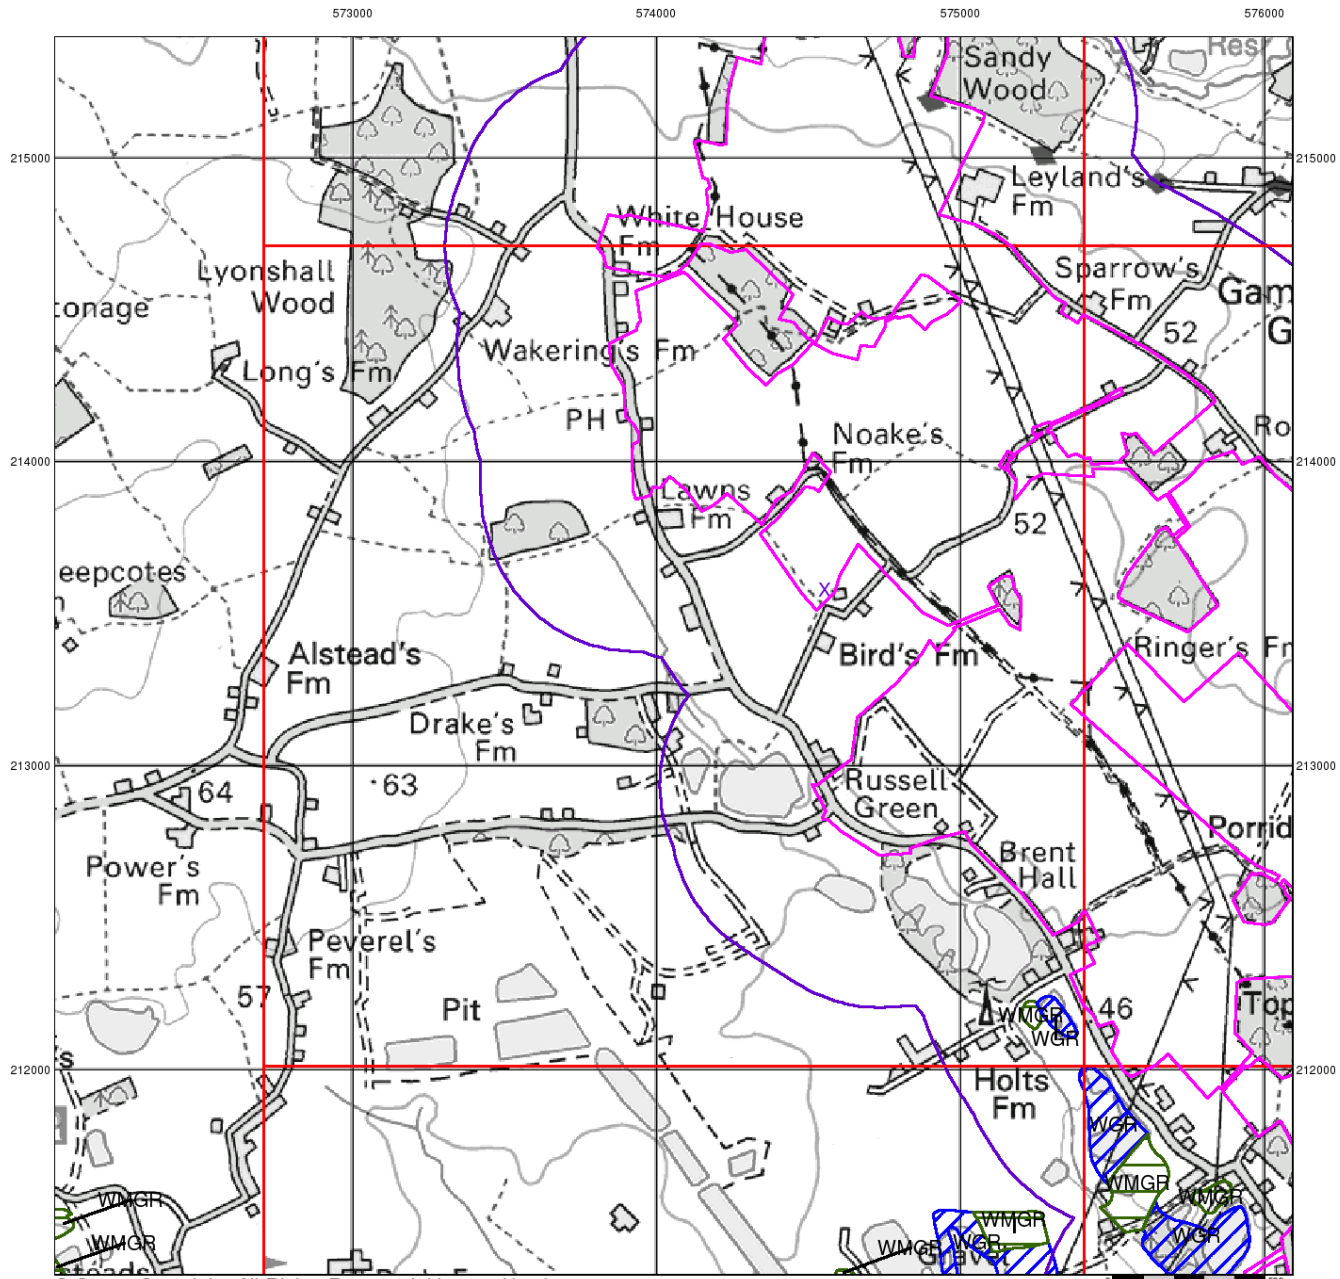 573000 574000 575000 576000
Res
Sandy
Wood
215000 215000
Leyland's
Fm
White House
Fm
Lyonshall
Wood
Sparrow's
Fm
Gam
G
onage
52
Wakering's Fm
Long's Fm
PH
Noake's
Fm
Ro
214000 214000
Lawns
Fm
52
eepcotes
X
Bird's Fm
Ringer's Fr
Alstead's
Fm
Drake's
Fm
213000 213000
64
63
Russell
Green
Porrid
Power's
Fm
Brent
Hall
Peverel's
Fm
57
Pit
WMGR
WGR
46
Top
s
212000 212000
Holts
Fm
WGR
WMGR
WMGR
WMGR
WMGR
WMGR
WGR
WMGR
WGR
Gravel
steads